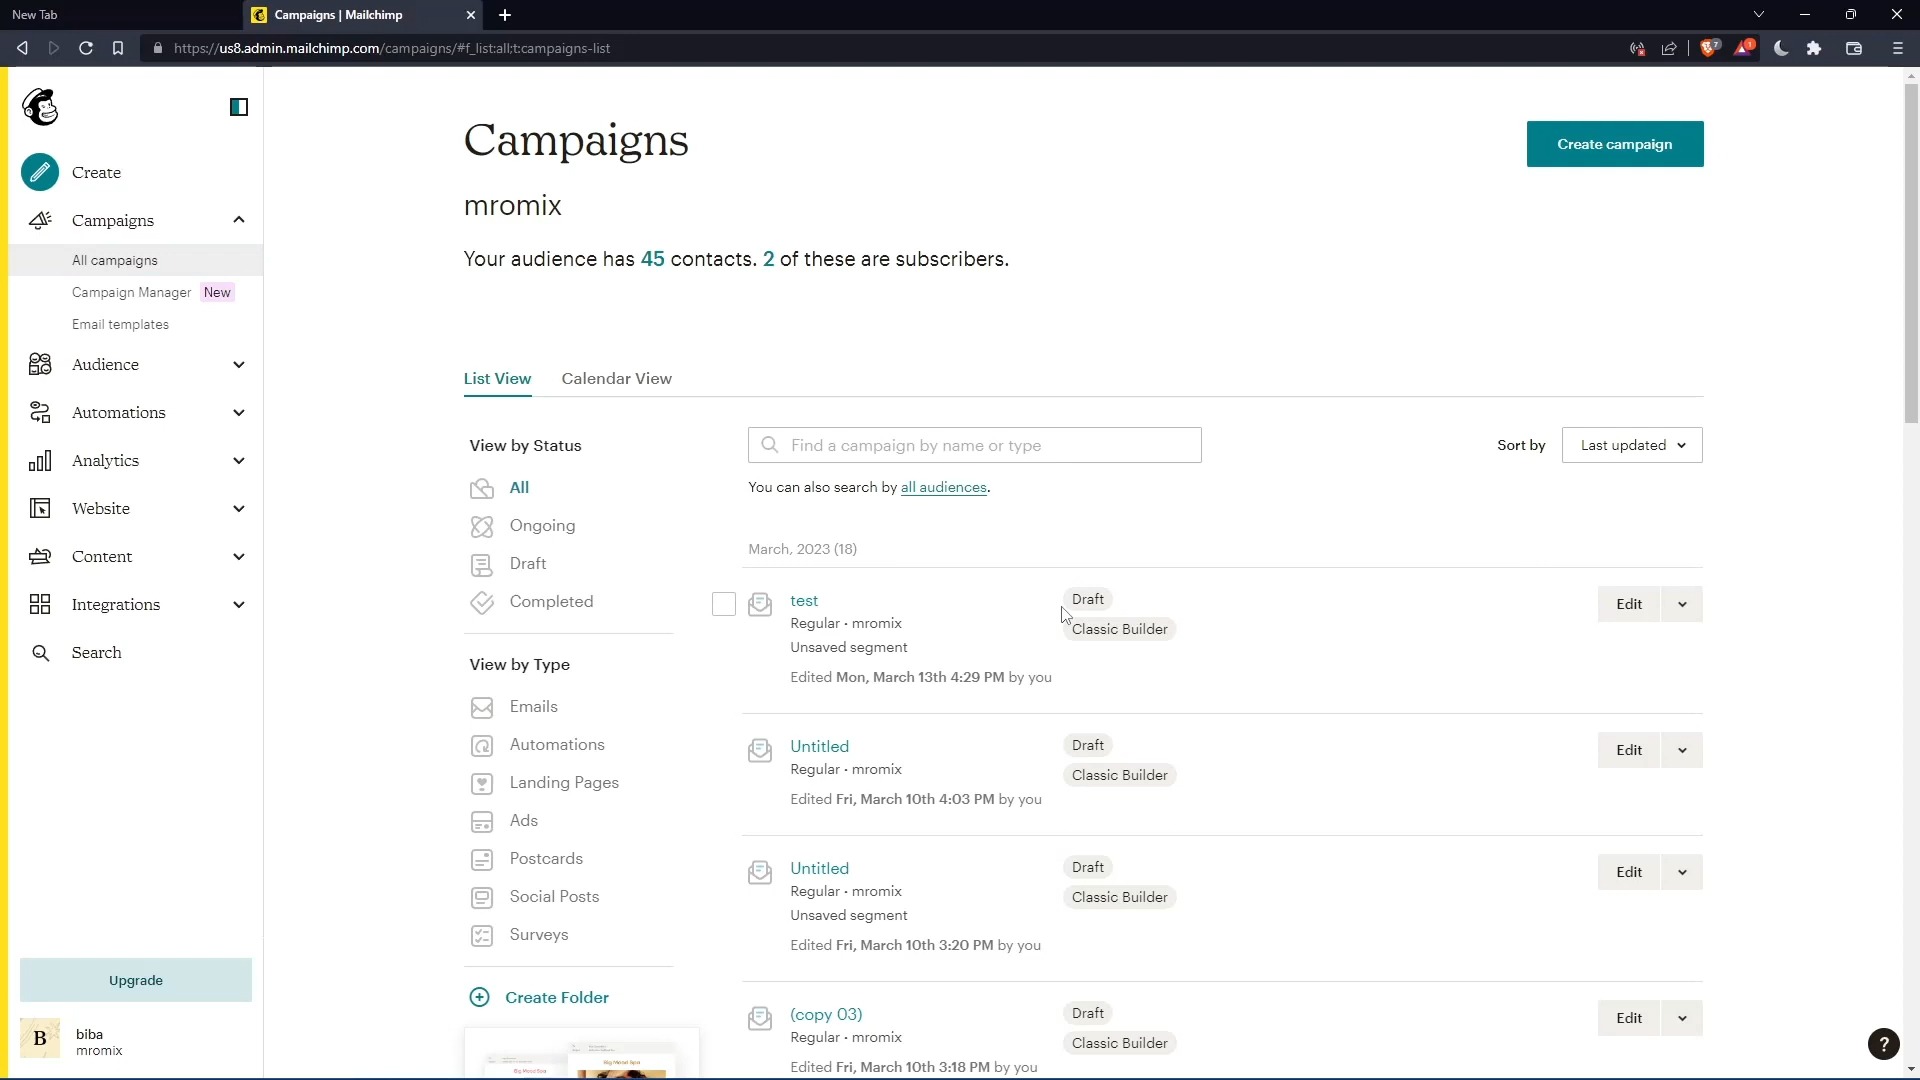 New Tab
Campaigns | Mailchimp
https://us8.admin.mailchimp.com/campaigns/#f_list:all;t:campaigns-list
7
1
Create
Campaigns
All campaigns
Campaign Manager New
Email templates
Audience
Automations
Analytics
Website
Content
Integrations
Search
Upgrade
B
biba
mromix
Campaigns
Create campaign
mromix
Your audience has 45 contacts. 2 of these are subscribers.
List View
Calendar View
View by Status
All
Ongoing
Draft
Completed
View by Type
Emails
Automations
Landing Pages
Ads
Postcards
Social Posts
Surveys
Create Folder
Big Mood Spa
Big Mood Spa
Find a campaign by name or type
Sort by
Last updated
You can also search by all audiences.
March, 2023 (18)
test
Regular · mromix
Unsaved segment
Edited Mon, March 13th 4:29 PM by you
Draft
Classic Builder
Edit
Untitled
Regular · mromix
Edited Fri, March 10th 4:03 PM by you
Draft
Classic Builder
Edit
Untitled
Regular · mromix
Unsaved segment
Edited Fri, March 10th 3:20 PM by you
Draft
Classic Builder
Edit
(copy 03)
Regular · mromix
Edited Fri, March 10th 3:18 PM by you
Draft
Classic Builder
Edit
?